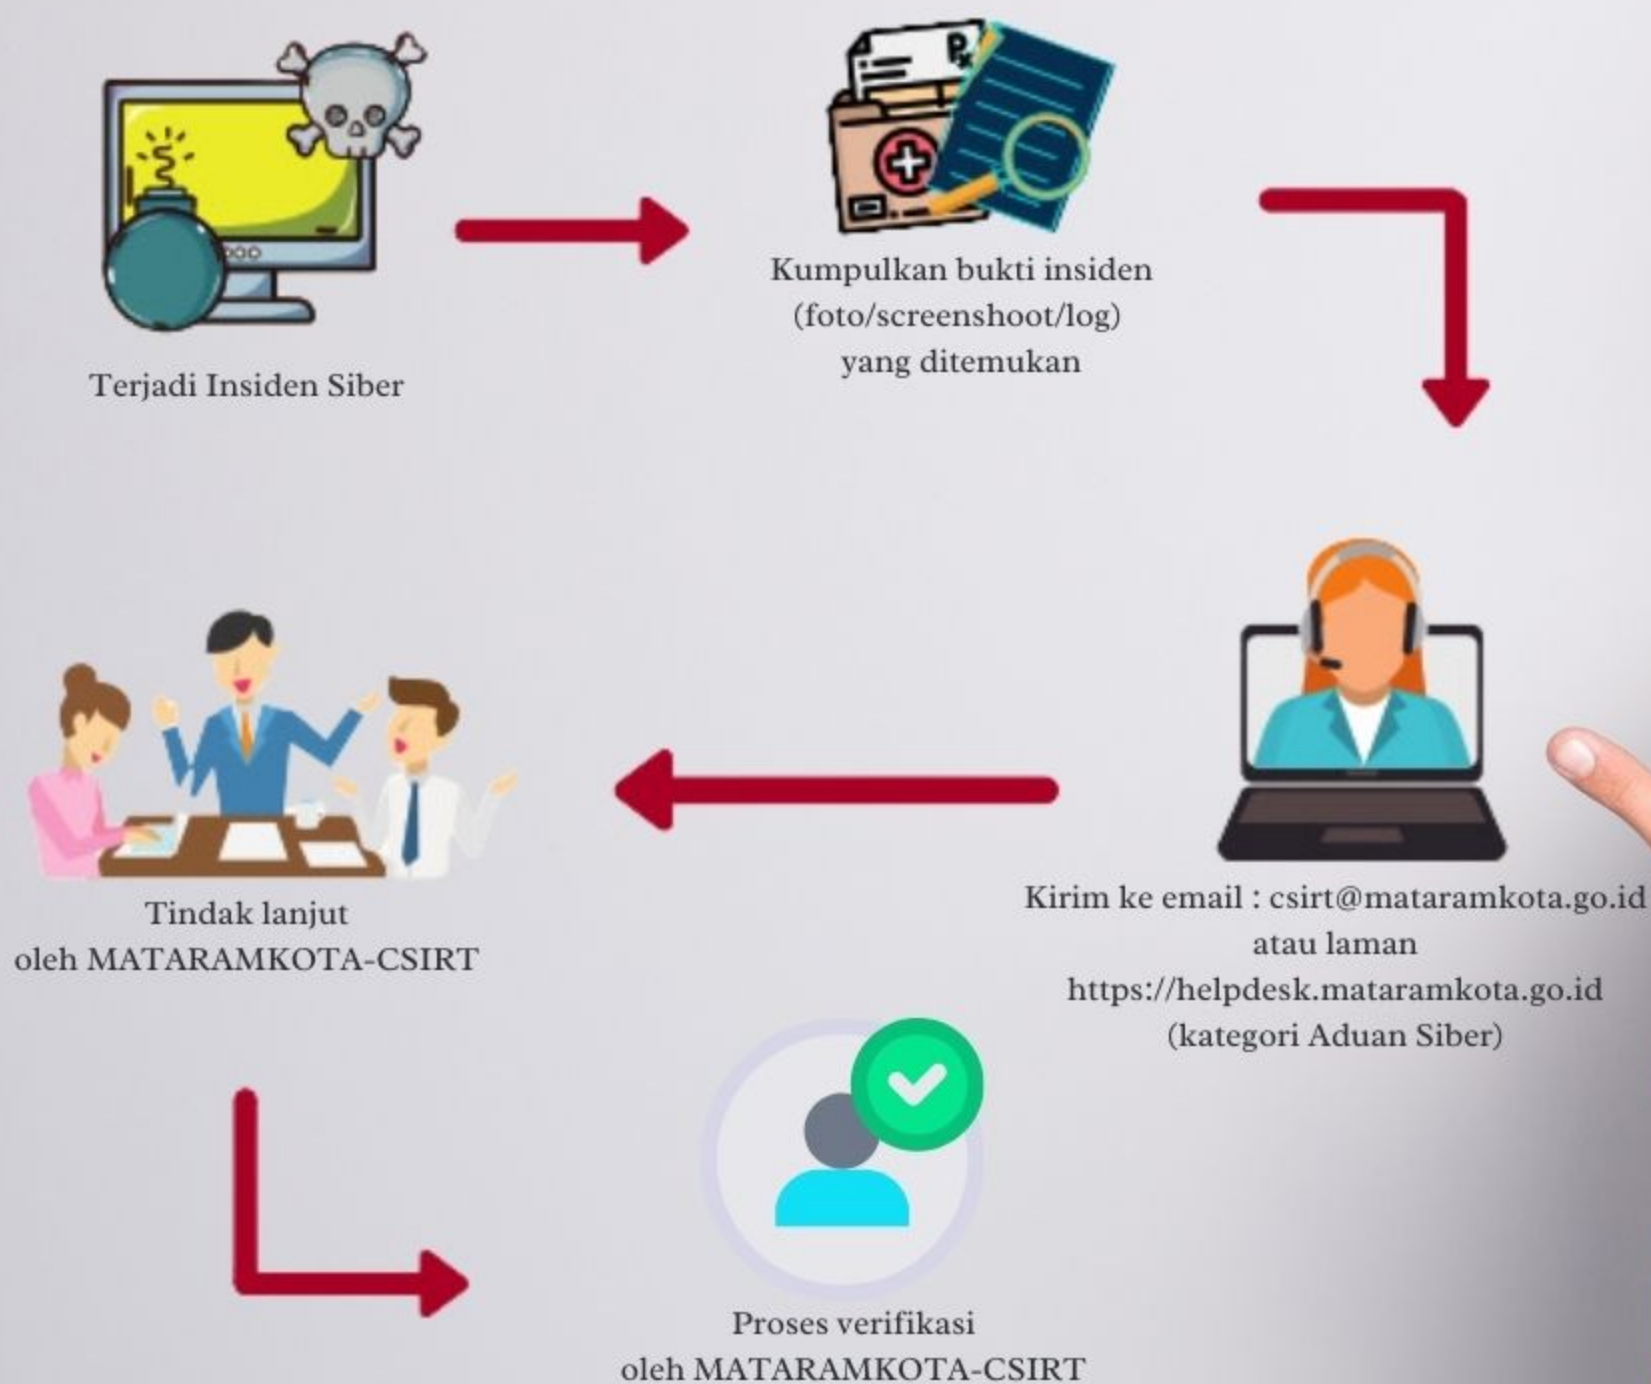 Terjadi Insiden Siber
Kumpulkan bukti insiden
(foto/screenshoot/log)
yang ditemukan
Kirim ke email : csirt@mataramkota.go.id
atau laman
https://helpdesk.mataramkota.go.id
(kategori Aduan Siber)
Tindak lanjut
oleh MATARAMKOTA-CSIRT
Proses verifikasi
oleh MATARAMKOTA-CSIRT